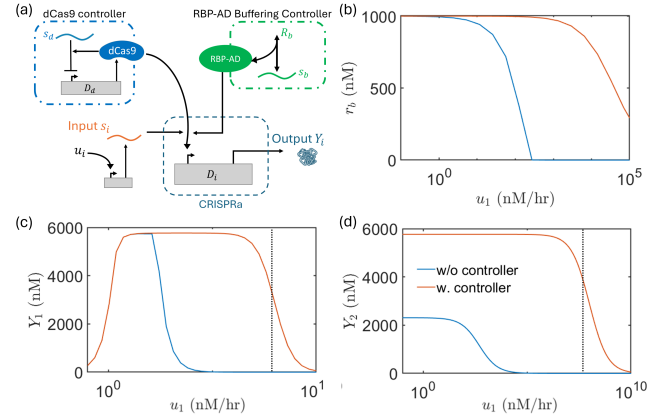 (a)
dCas9 controller
s_d
dCas9
D_d
RBP-AD Buffering Controller
R_b
RBP-AD
s_b
Input s_i
u_i
D_i
Output Y_i
CRISPRa
(b)
1000
500
0
r_b (nM)
10^0
10^5
u_1 (nM/hr)
(c)
6000
4000
2000
0
Y_1 (nM)
10^0
10^1
u_1 (nM/hr)
(d)
6000
4000
2000
0
Y_2 (nM)
w/o controller
w. controller
10^0
10^10
u_1 (nM/hr)